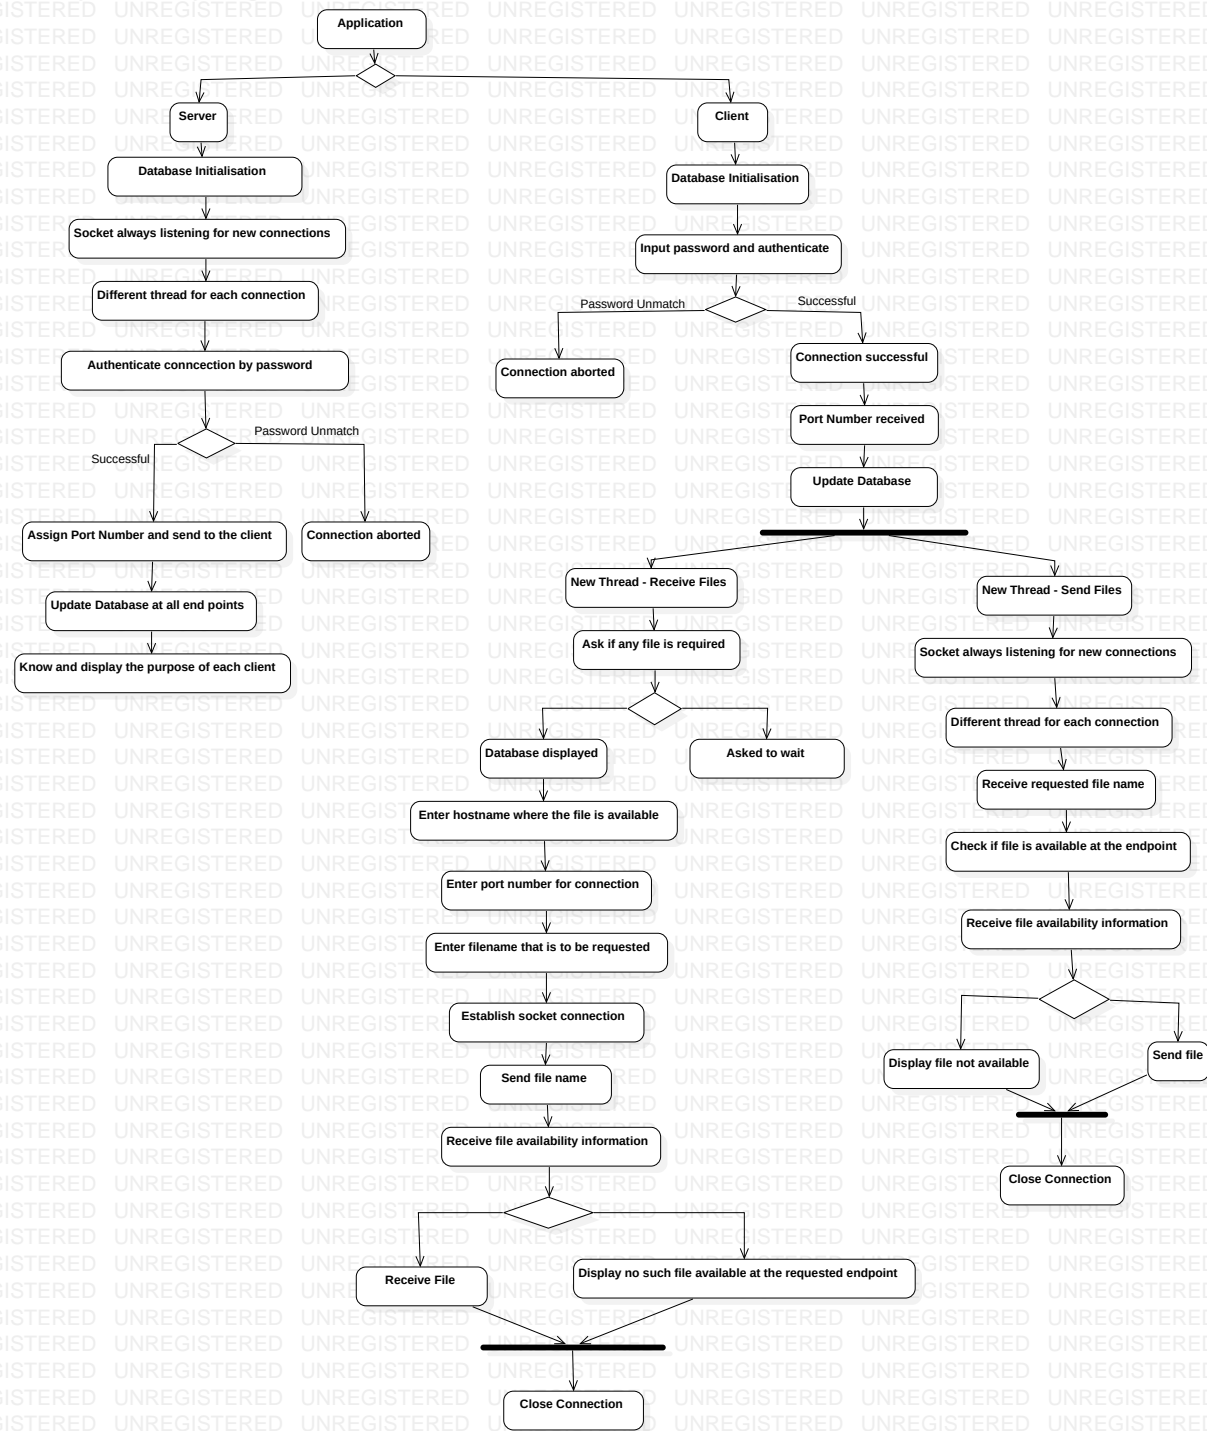 Application
Server
Database Initialisation
Socket always listening for new connections
Different thread for each connection
Authenticate conncection by password
Password Unmatch
Successful
Assign Port Number and send to the client
Connection aborted
Update Database at all end points
Know and display the purpose of each client
Client
Database Initialisation
Input password and authenticate
Password Unmatch
Successful
Connection aborted
Connection successful
Port Number received
Update Database
New Thread - Receive Files
Ask if any file is required
Database displayed
Asked to wait
Enter hostname where the file is available
Enter port number for connection
Enter filename that is to be requested
Establish socket connection
Send file name
Receive file availability information
Receive File
Display no such file available at the requested endpoint
Close Connection
New Thread - Send Files
Socket always listening for new connections
Different thread for each connection
Receive requested file name
Check if file is available at the endpoint
Receive file availability information
Display file not available
Send file
Close Connection
UNREGISTERED